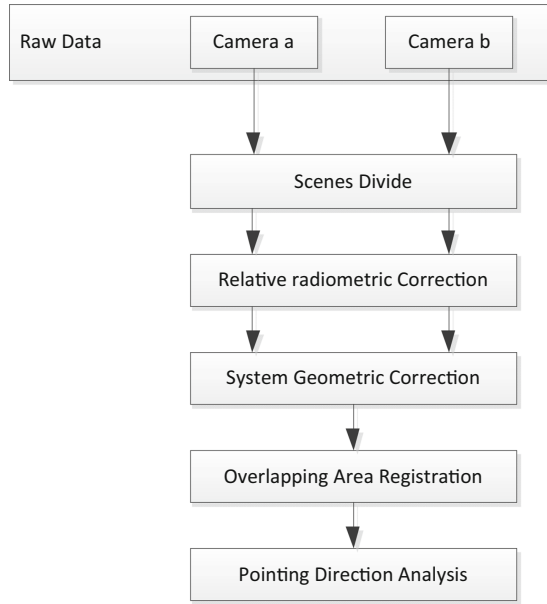 Raw Data
Camera a
Camera b
Scenes Divide
Relative radiometric Correction
System Geometric Correction
Overlapping Area Registration
Pointing Direction Analysis